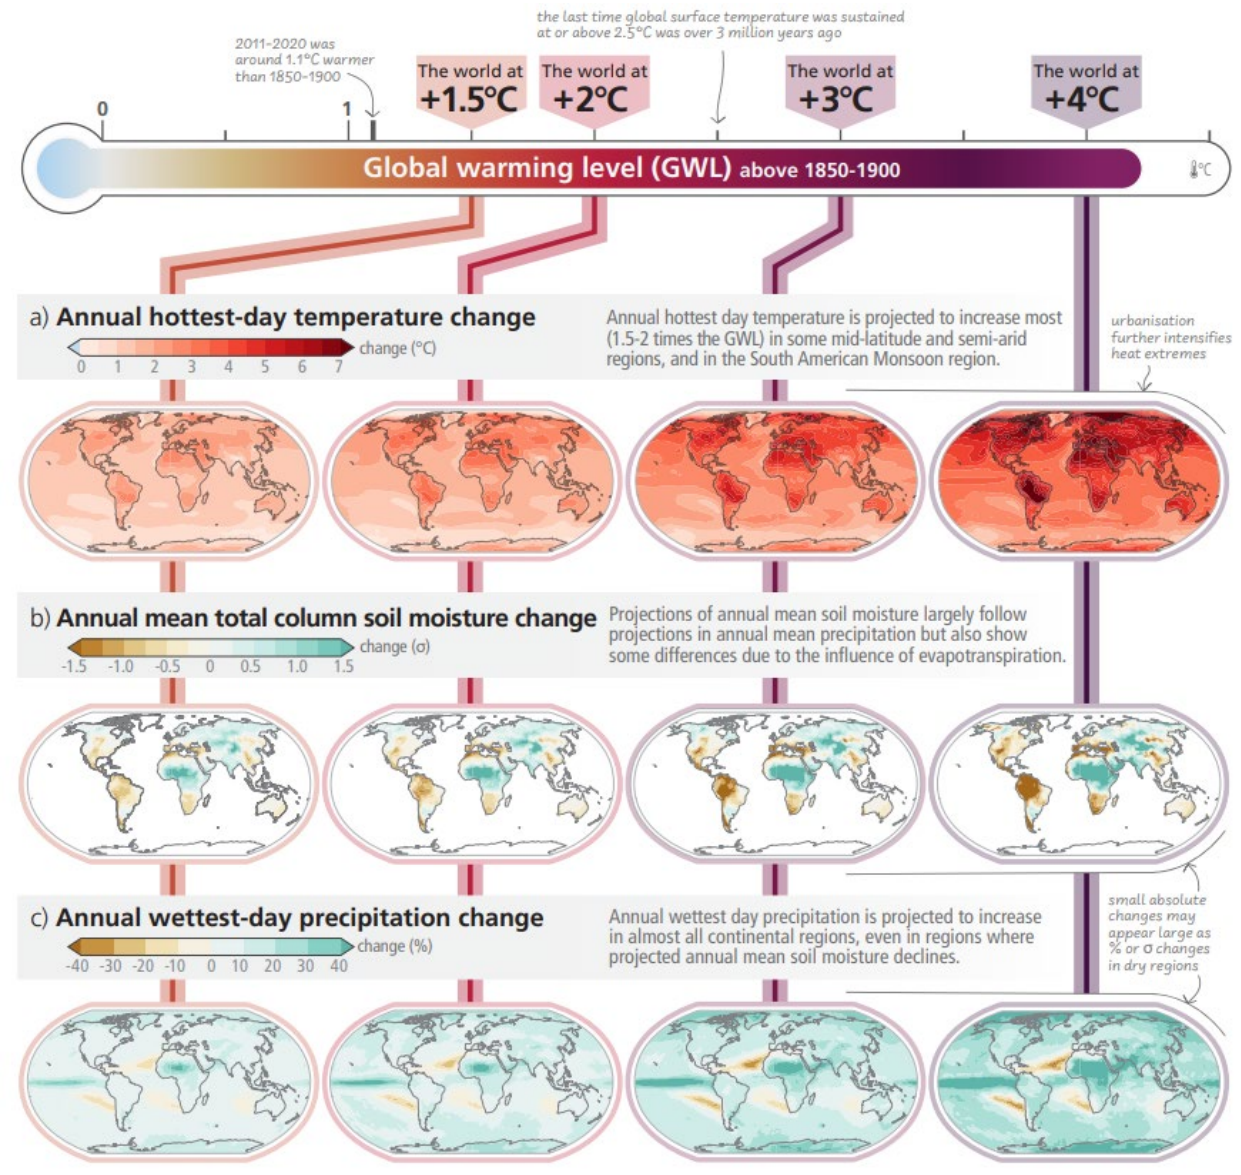 the last time global surface temperature was sustained
at or above 2.5°C was over 3 million years ago
2011-2020 was
around 1.1°C warmer
than 1850-1900
The world at
+1.5°C
The world at
+2°C
The world at
+3°C
The world at
+4°C
0
1
Global warming level (GWL) above 1850-1900
°C
a) Annual hottest-day temperature change
change (°C)
0 1 2 3 4 5 6 7
Annual hottest day temperature is projected to increase most
(1.5-2 times the GWL) in some mid-latitude and semi-arid
regions, and in the South American Monsoon region.
urbanisation
further intensifies
heat extremes
b) Annual mean total column soil moisture change
change (σ)
-1.5 -1.0 -0.5 0 0.5 1.0 1.5
Projections of annual mean soil moisture largely follow
projections in annual mean precipitation but also show
some differences due to the influence of evapotranspiration.
c) Annual wettest-day precipitation change
change (%)
-40 -30 -20 -10 0 10 20 30 40
Annual wettest day precipitation is projected to increase
in almost all continental regions, even in regions where
projected annual mean soil moisture declines.
small absolute
changes may
appear large as
% or σ changes
in dry regions